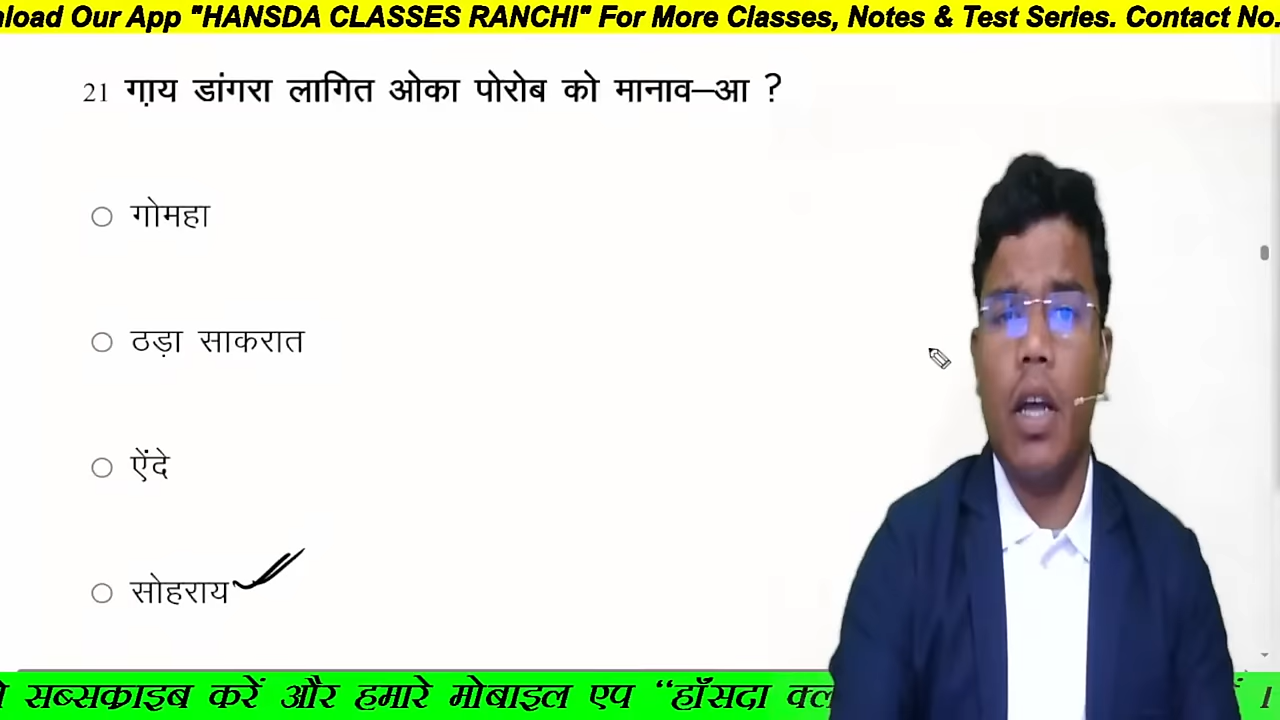 nload Our App "HANSDA CLASSES RANCHI" For More Classes, Notes & Test Series. Contact No.
21 गा़य डांगरा लागित ओका पोरोब को मानाव–आ ?
गोमहा
ठड़ा साकरात
ऐंदे
सोहराय
सब्सक्राइब करें और हमारे मोबाइल एप “हाँसदा